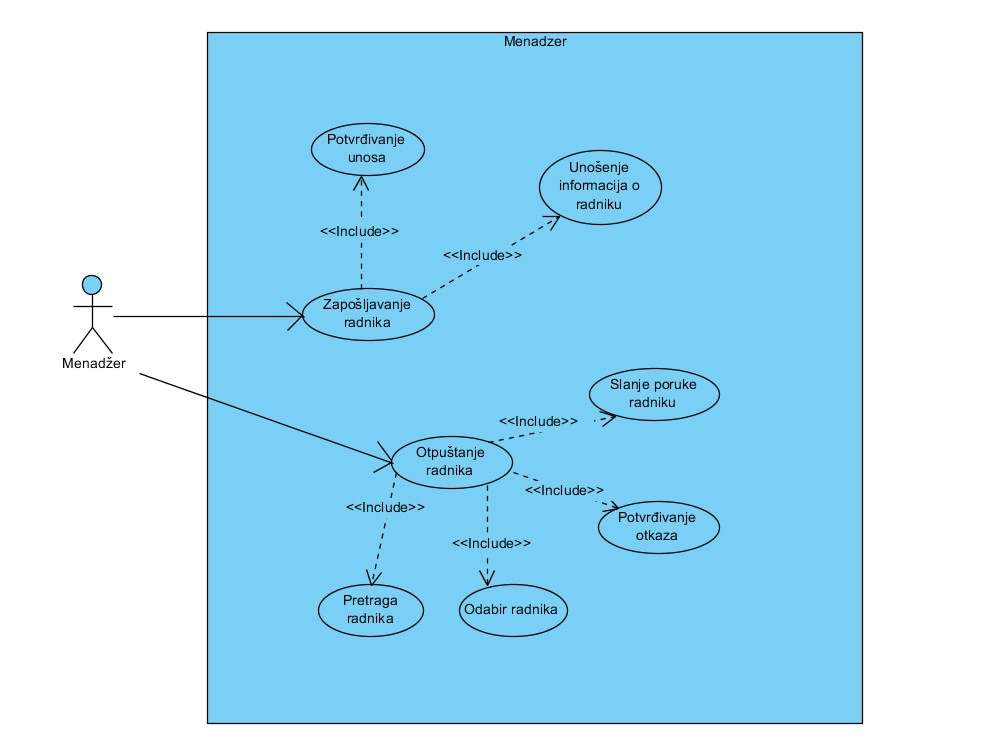 Menadzer
Potvrđivanje
unosa
Unošenje
informacija o
radniku
<<Include>>
<<Include>>
Zapošljavanje
radnika
Menadžer
Slanje poruke
radniku
<<Include>>
Otpuštanje
radnika
<<Include>>
<<Include>>
Potvrđivanje
otkaza
<<Include>>
Pretraga
radnika
Odabir radnika